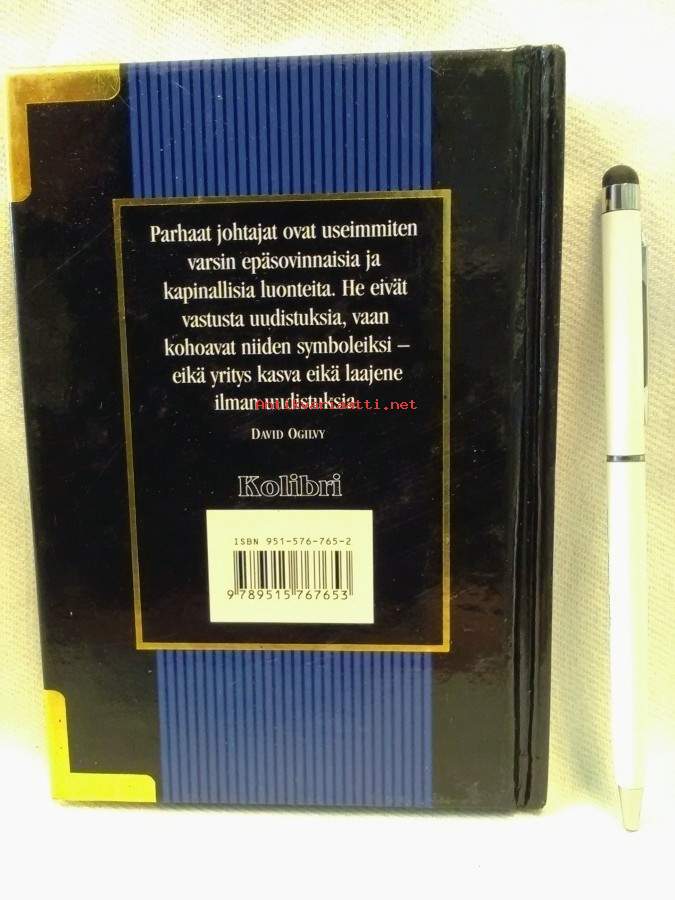 Parhaat johtajat ovat useimmiten
varsin epäsovinnaisia ja
kapinallisia luonteita. He eivät
vastusta uudistuksia, vaan
kohoavat niiden symboleiksi –
eikä yritys kasva eikä laajene
ilman uudistuksia.
Antikvariaatti.net
DAVID OGILVY
Kolibri
ISBN 951-576-765-2
9 789515 767653